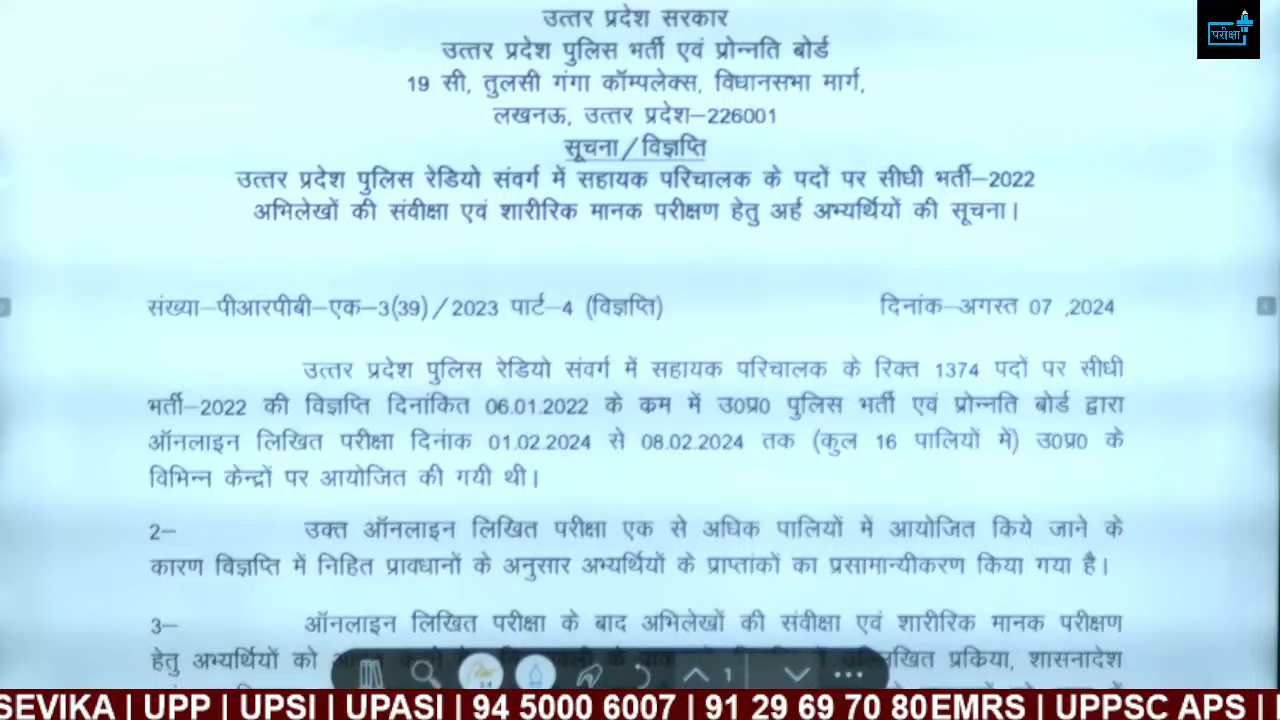 उत्तर प्रदेश सरकार
परीक्षा
उत्तर प्रदेश पुलिस भर्ती एवं प्रोन्नति बोर्ड
19 सी, तुलसी गंगा कॉम्पलेक्स, विधानसभा मार्ग,
लखनऊ, उत्तर प्रदेश–226001
सूचना/विज्ञप्ति
उत्तर प्रदेश पुलिस रेडियो संवर्ग में सहायक परिचालक के पदों पर सीधी भर्ती–2022
अभिलेखों की संवीक्षा एवं शारीरिक मानक परीक्षण हेतु अर्ह अभ्यर्थियों की सूचना।
संख्या–पीआरपीबी–एक–3(39)/2023 पार्ट–4 (विज्ञप्ति) दिनांक–अगस्त 07 ,2024
उत्तर प्रदेश पुलिस रेडियो संवर्ग में सहायक परिचालक के रिक्त 1374 पदों पर सीधी
भर्ती–2022 की विज्ञप्ति दिनांकित 06.01.2022 के कम में उ0प्र0 पुलिस भर्ती एवं प्रोन्नति बोर्ड द्वारा
ऑनलाइन लिखित परीक्षा दिनांक 01.02.2024 से 08.02.2024 तक (कुल 16 पालियों में) उ0प्र0 के
विभिन्न केन्द्रों पर आयोजित की गयी थी।
2– उक्त ऑनलाइन लिखित परीक्षा एक से अधिक पालियों में आयोजित किये जाने के
कारण विज्ञप्ति में निहित प्रावधानों के अनुसार अभ्यर्थियों के प्राप्तांकों का प्रसामान्यीकरण किया गया है।
3– ऑनलाइन लिखित परीक्षा के बाद अभिलेखों की संवीक्षा एवं शारीरिक मानक परीक्षण
हेतु अभ्यर्थियों को प्रकिया, शासनादेश
1
SEVIKA | UPP | UPSI | UPASI | 94 5000 6007 | 91 29 69 70 80 EMRS | UPPSC APS |